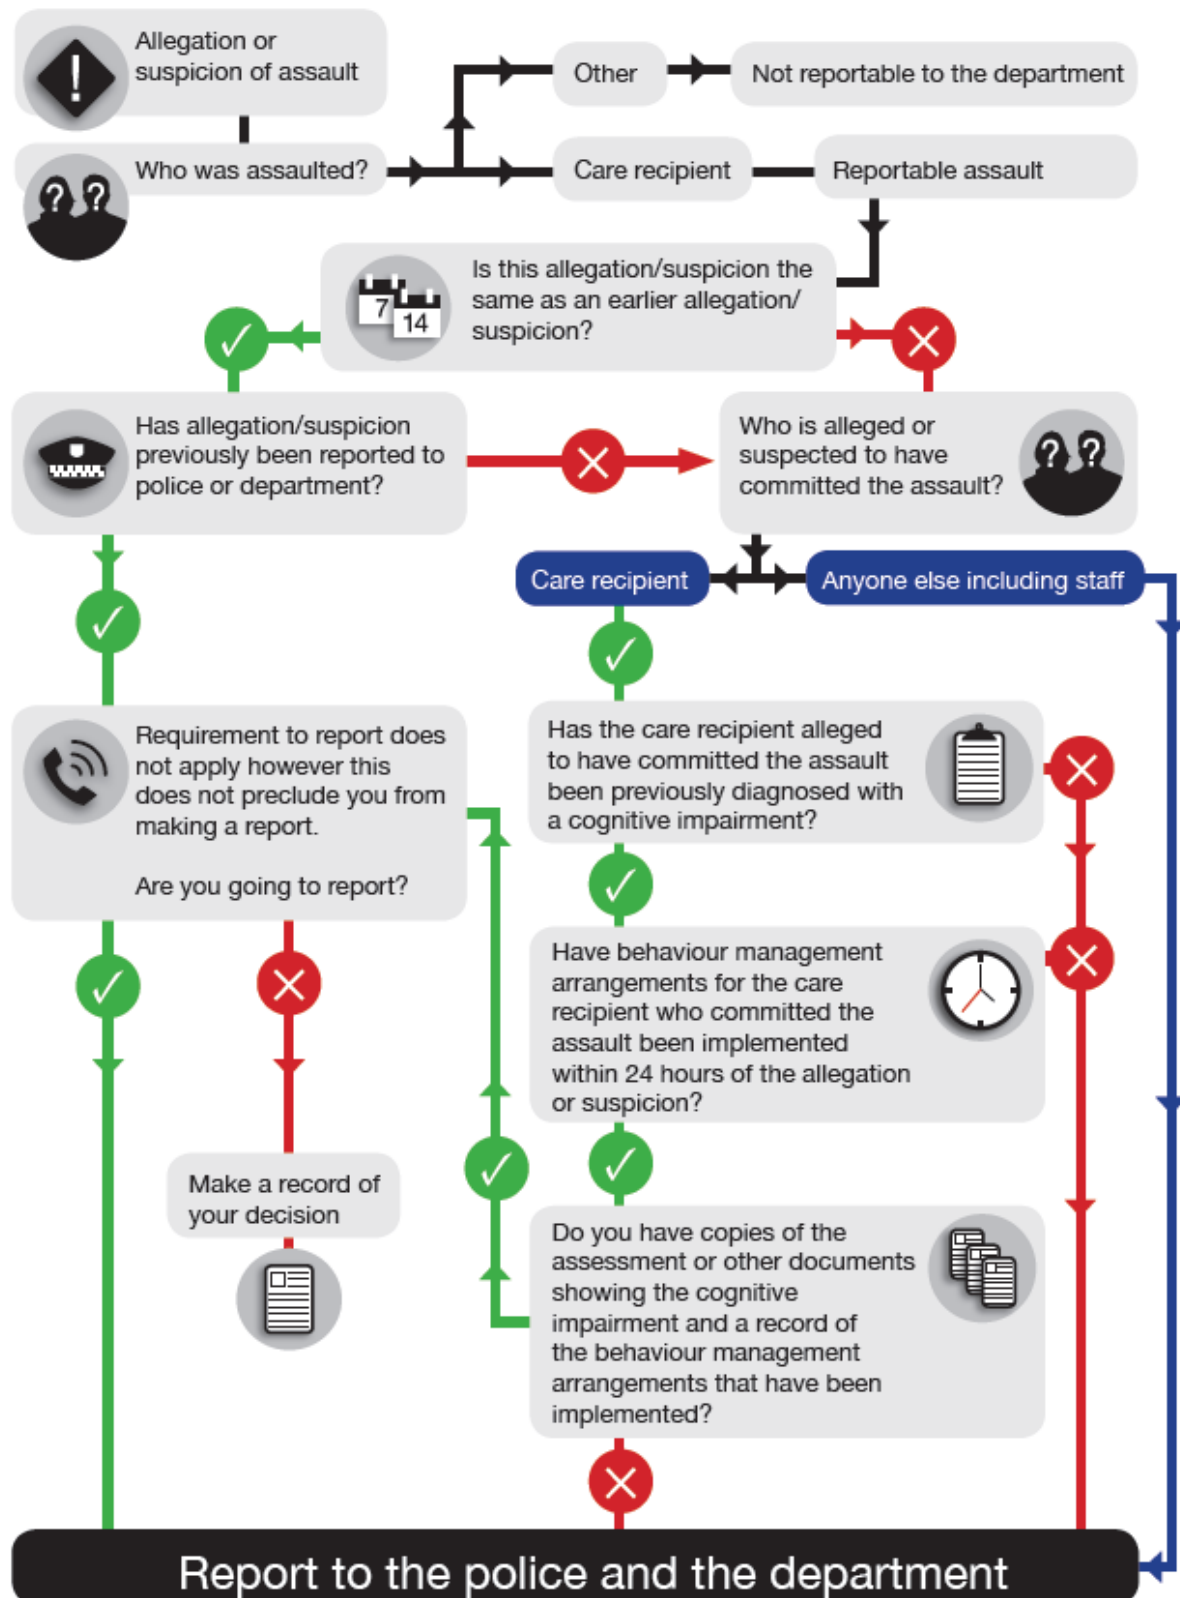 Allegation or
suspicion of assault
!
Other
Not reportable to the department
Who was assaulted?
? ?
Care recipient
Reportable assault
7
14
Is this allegation/suspicion the
same as an earlier allegation/
suspicion?
Has allegation/suspicion
previously been reported to
police or department?
Who is alleged or
suspected to have
committed the assault?
? ?
Care recipient
Anyone else including staff
Requirement to report does
not apply however this
does not preclude you from
making a report.
Are you going to report?
Has the care recipient alleged
to have committed the assault
been previously diagnosed with
a cognitive impairment?
Have behaviour management
arrangements for the care
recipient who committed the
assault been implemented
within 24 hours of the allegation
or suspicion?
Make a record of
your decision
Do you have copies of the
assessment or other documents
showing the cognitive
impairment and a record of
the behaviour management
arrangements that have been
implemented?
Report to the police and the department